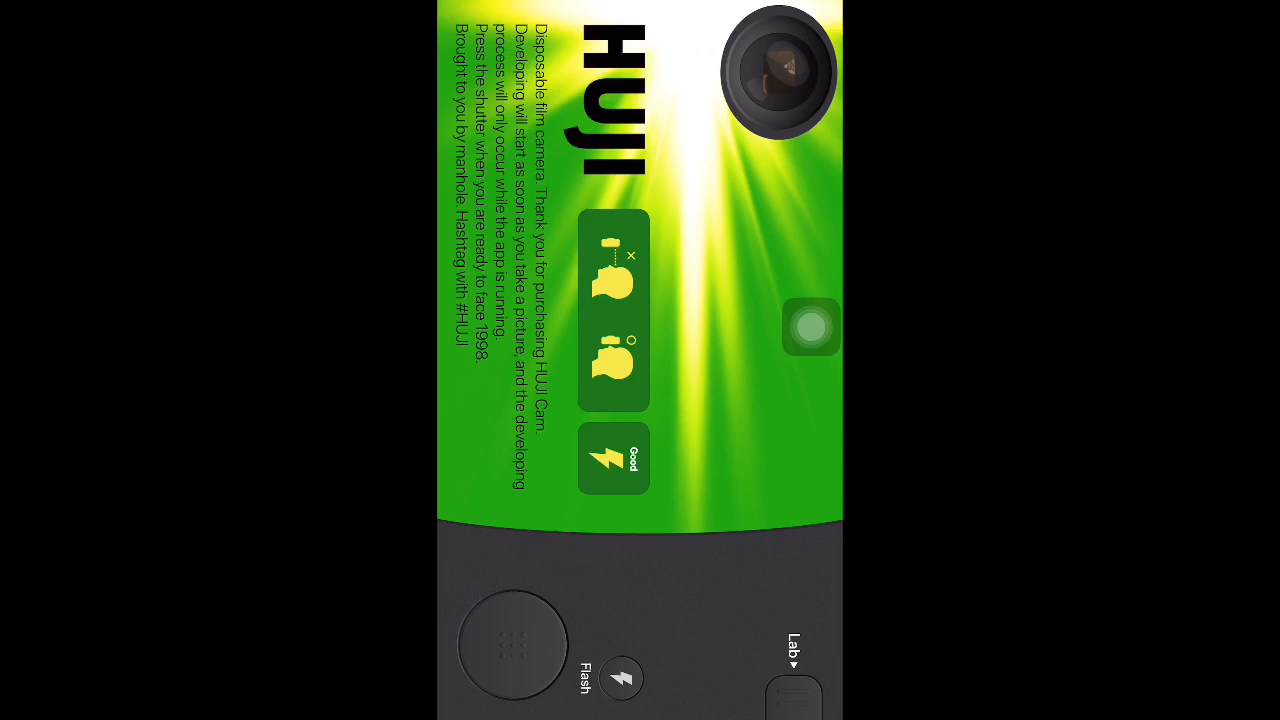 HUJI
Disposable film camera. Thank you for purchasing HUJI Cam.
Developing will start as soon as you take a picture, and the developing
process will only occur while the app is running.
Press the shutter when you are ready to face 1998.
Brought to you by manhole. Hashtag with #HUJI
Good
Lab
Flash